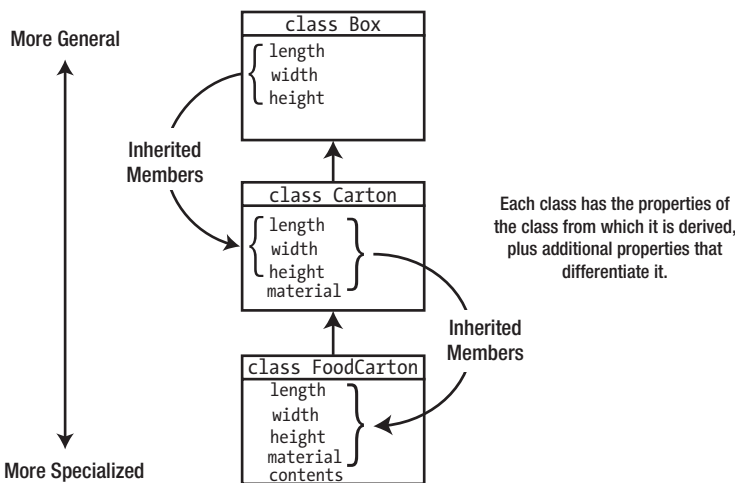 More General
class Box
length
width
height
Inherited
Members
class Carton
length
width
height
material
Each class has the properties of
the class from which it is derived,
plus additional properties that
differentiate it.
Inherited
Members
class FoodCarton
length
width
height
material
contents
More Specialized